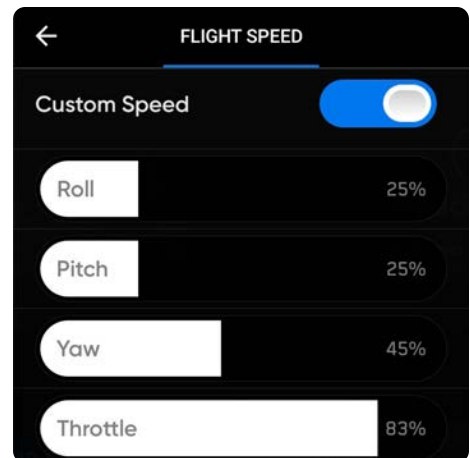 FLIGHT SPEED
Custom Speed
Roll 25%
Pitch 25%
Yaw 45%
Throttle 83%